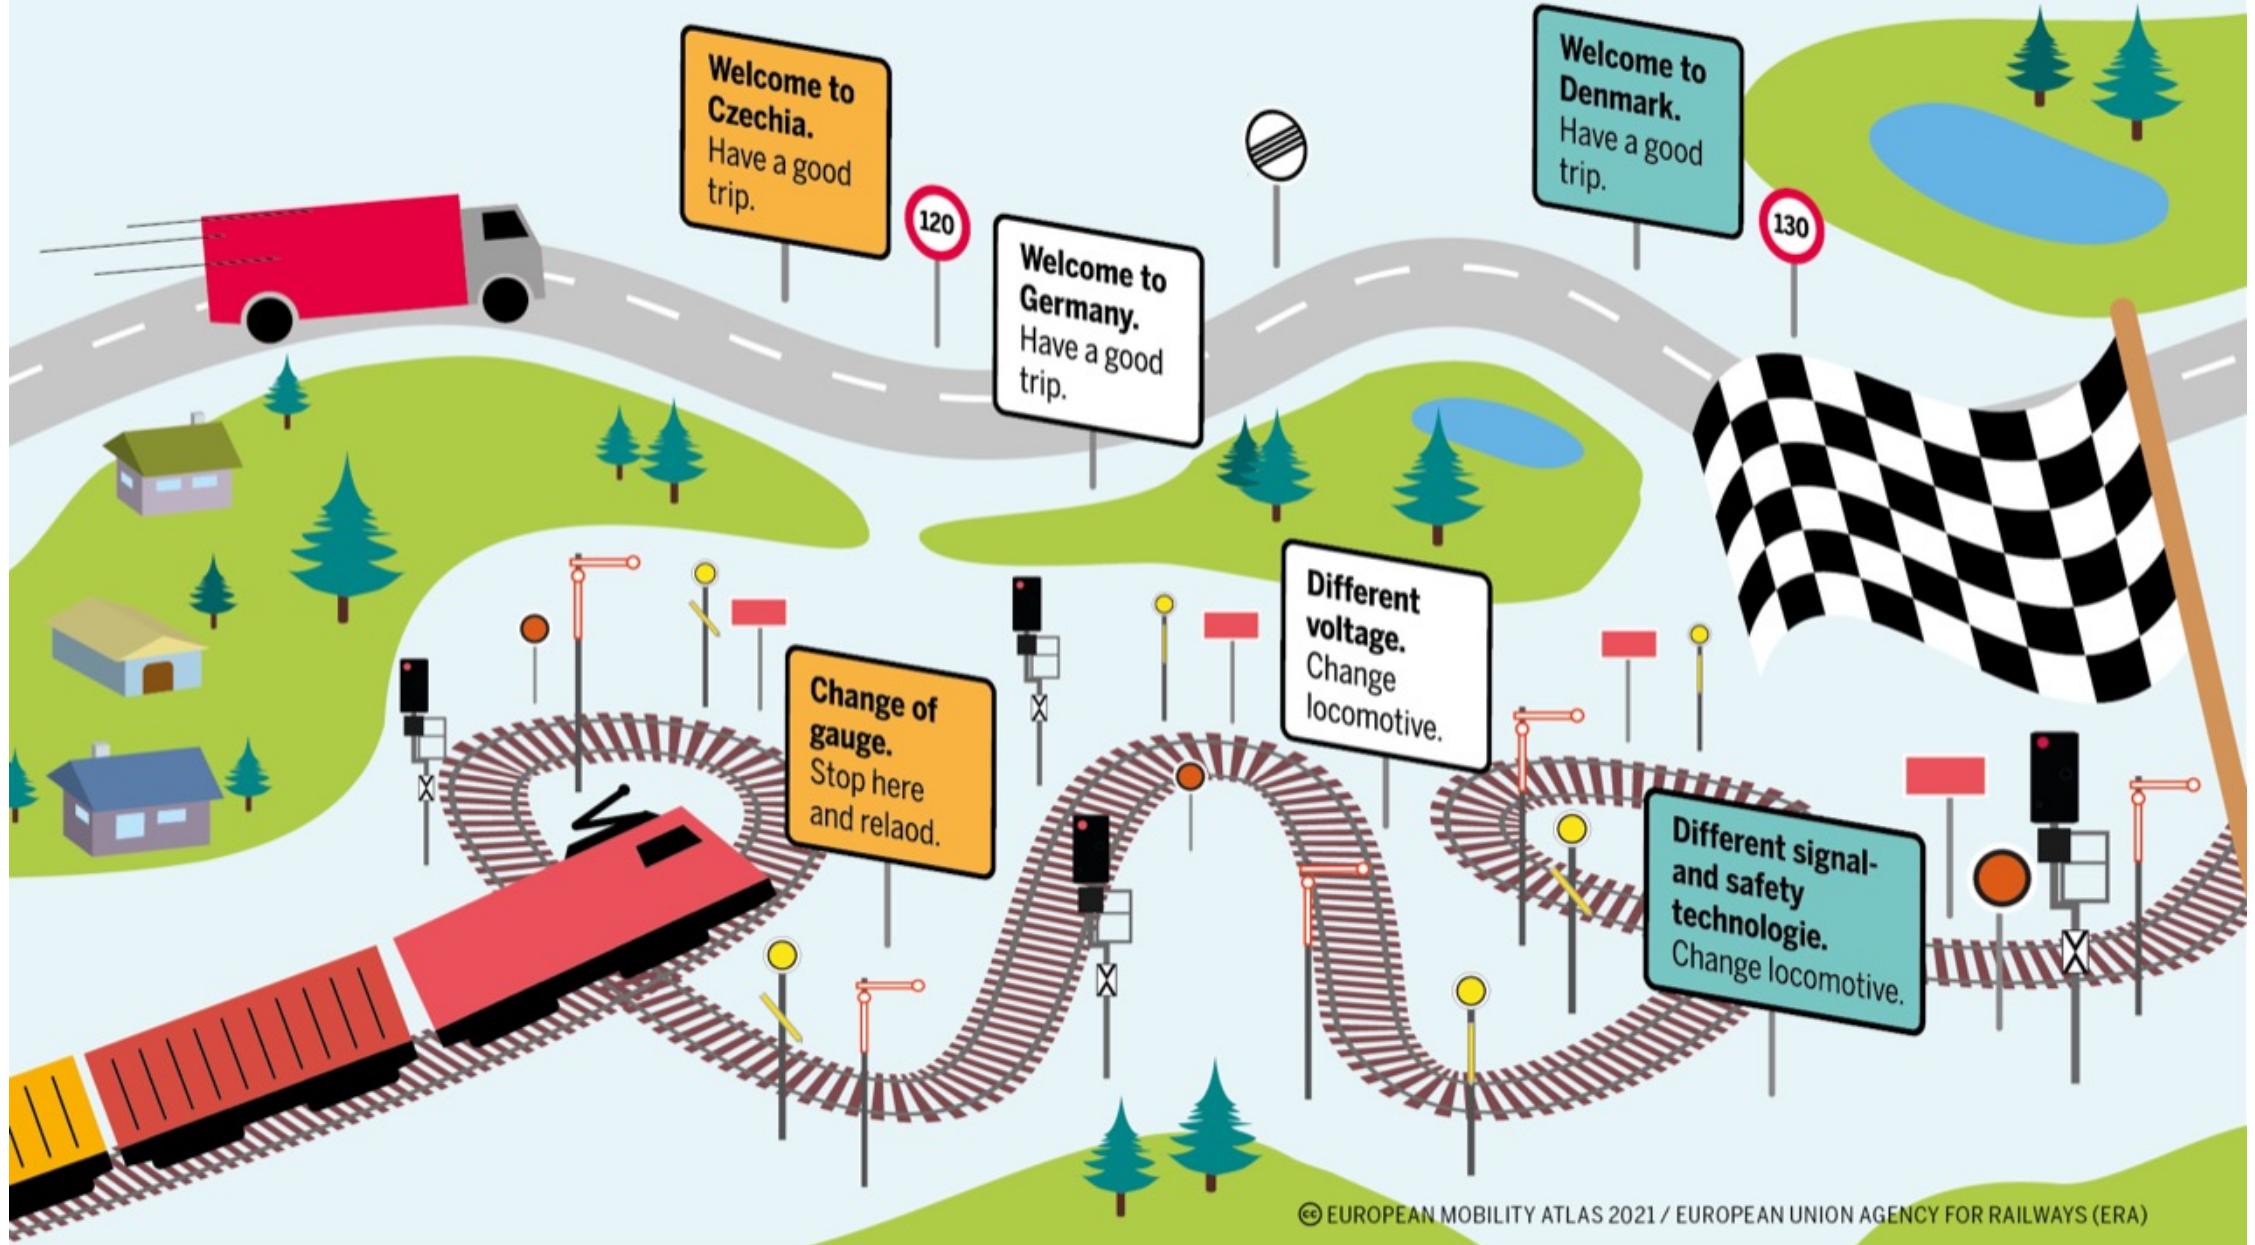 Welcome to
Czechia.
Have a good
trip.
120
Welcome to
Germany.
Have a good
trip.
Welcome to
Denmark.
Have a good
trip.
130
Change of
gauge.
Stop here
and relaod.
Different
voltage.
Change
locomotive.
Different signal-
and safety
technologie.
Change locomotive.
cc EUROPEAN MOBILITY ATLAS 2021 / EUROPEAN UNION AGENCY FOR RAILWAYS (ERA)